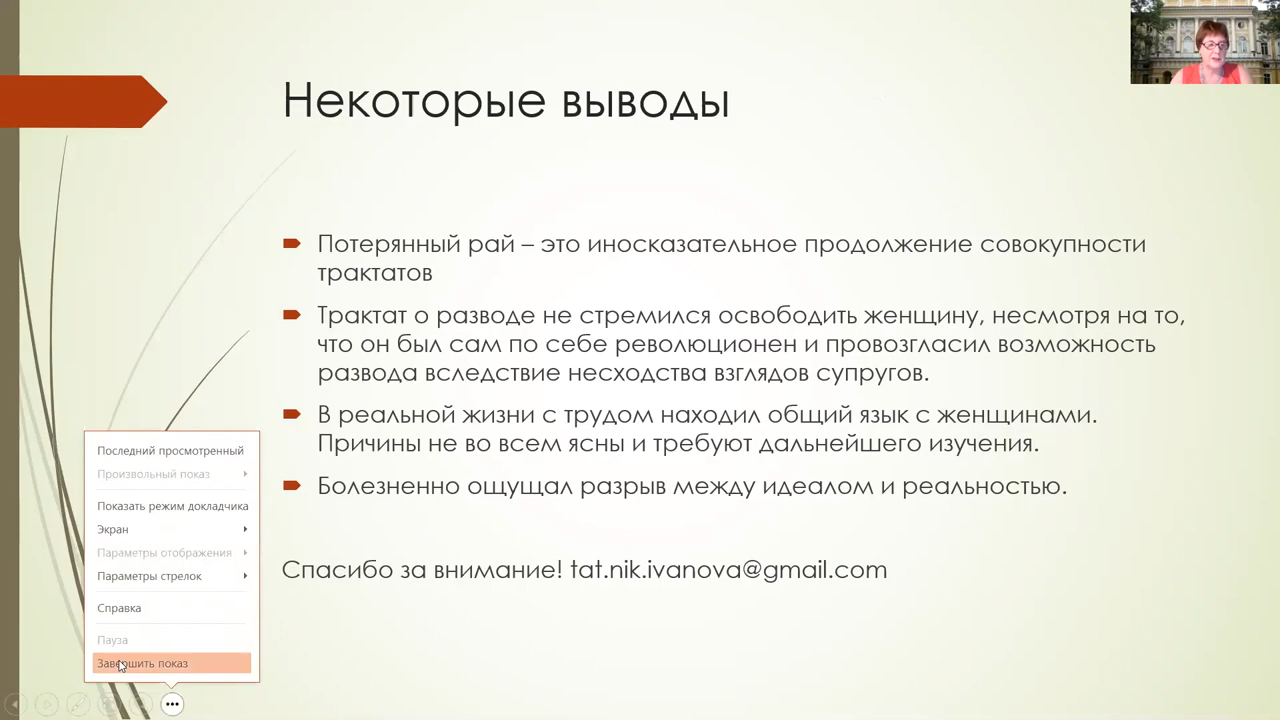 Некоторые выводы
Потерянный рай – это иносказательное продолжение совокупности
трактатов
Трактат о разводе не стремился освободить женщину, несмотря на то,
что он был сам по себе революционен и провозгласил возможность
развода вследствие несходства взглядов супругов.
В реальной жизни с трудом находил общий язык с женщинами.
Причины не во всем ясны и требуют дальнейшего изучения.
Болезненно ощущал разрыв между идеалом и реальностью.
Спасибо за внимание! tat.nik.ivanova@gmail.com
Последний просмотренный
Произвольный показ
Показать режим докладчика
Экран
Параметры отображения
Параметры стрелок
Справка
Пауза
Завершить показ